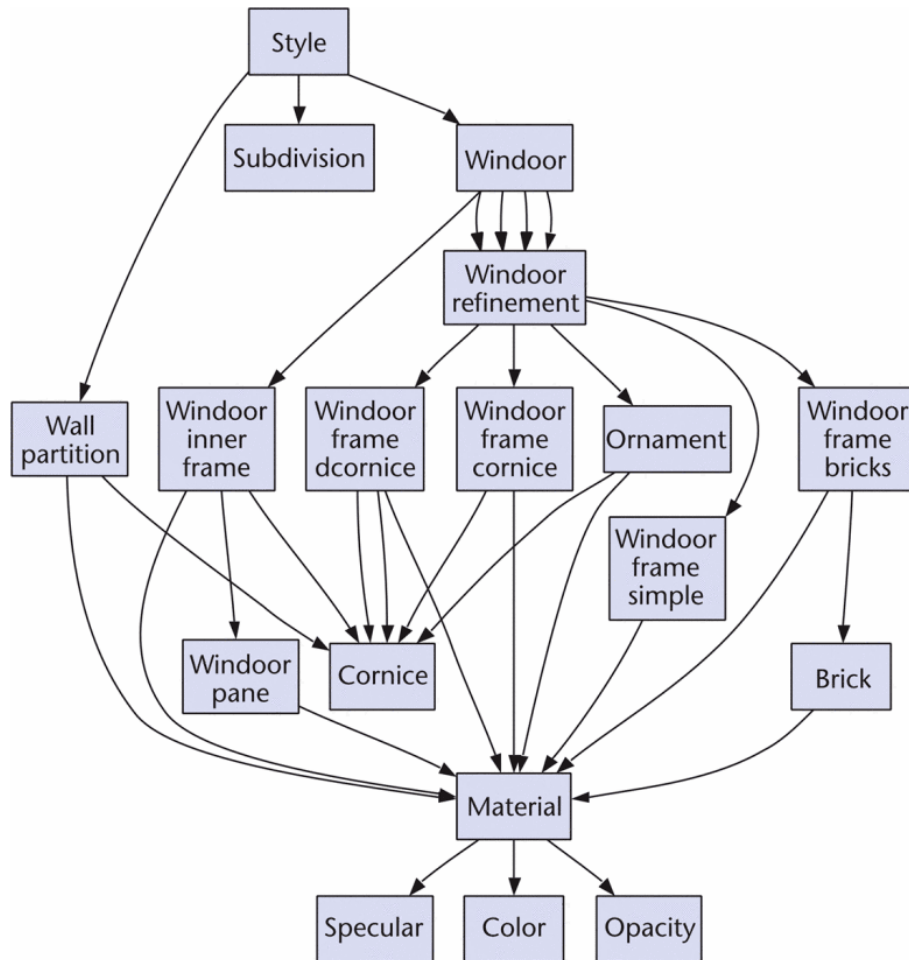 Style
Subdivision
Windoor
Windoor
refinement
Wall
partition
Windoor
inner
frame
Windoor
frame
dcornice
Windoor
frame
cornice
Ornament
Windoor
frame
bricks
Windoor
frame
simple
Windoor
pane
Cornice
Brick
Material
Specular
Color
Opacity